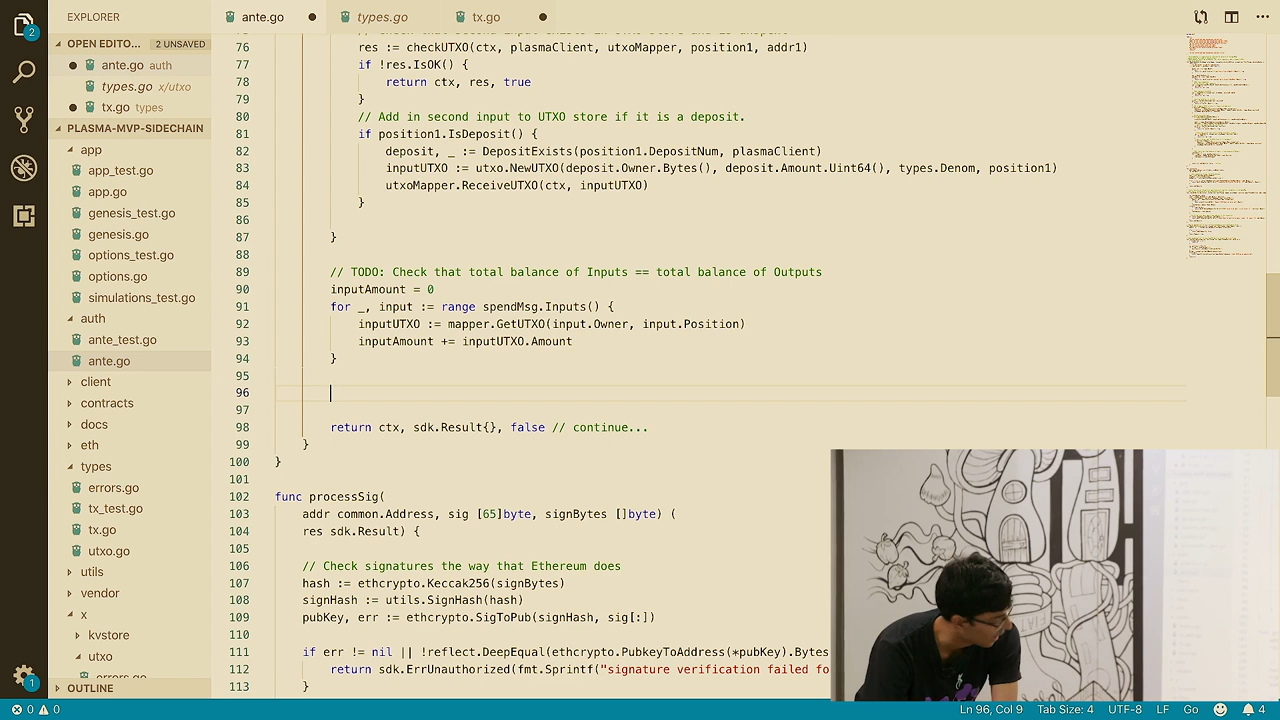 EXPLORER
OPEN EDITO... 2 UNSAVED
ante.go auth
types.go x/utxo
tx.go types
PLASMA-MVP-SIDECHAIN
app
app_test.go
app.go
genesis_test.go
genesis.go
options_test.go
options.go
simulations_test.go
auth
ante_test.go
ante.go
client
contracts
docs
eth
types
errors.go
tx_test.go
tx.go
utxo.go
utils
vendor
x
kvstore
utxo
errors.go
OUTLINE
2
1
ante.go types.go tx.go
76 res := checkUTXO(ctx, plasmaClient, utxoMapper, position1, addr1)
77 if !res.IsOK() {
78 return ctx, res, true
79 }
80 // Add in second input to UTXO store if it is a deposit.
81 if position1.IsDeposit() {
82 deposit, _ := DepositExists(position1.DepositNum, plasmaClient)
83 inputUTXO := utxo.NewUTXO(deposit.Owner.Bytes(), deposit.Amount.Uint64(), types.Denom, position1)
84 utxoMapper.ReceiveUTXO(ctx, inputUTXO)
85 }
86
87 }
88
89 // TODO: Check that total balance of Inputs == total balance of Outputs
90 inputAmount = 0
91 for _, input := range spendMsg.Inputs() {
92 inputUTXO := mapper.GetUTXO(input.Owner, input.Position)
93 inputAmount += inputUTXO.Amount
94 }
95
96
97
98 return ctx, sdk.Result{}, false // continue...
99 }
100 }
101
102 func processSig(
103 addr common.Address, sig [65]byte, signBytes []byte) (
104 res sdk.Result) {
105
106 // Check signatures the way that Ethereum does
107 hash := ethcrypto.Keccak256(signBytes)
108 signHash := utils.SignHash(hash)
109 pubKey, err := ethcrypto.SigToPub(signHash, sig[:])
110
111 if err != nil || !reflect.DeepEqual(ethcrypto.PubkeyToAddress(*pubKey).Bytes
112 return sdk.ErrUnauthorized(fmt.Sprintf("signature verification failed fo
113 }
0 0 Ln 96, Col 9 Tab Size: 4 UTF-8 LF Go 4